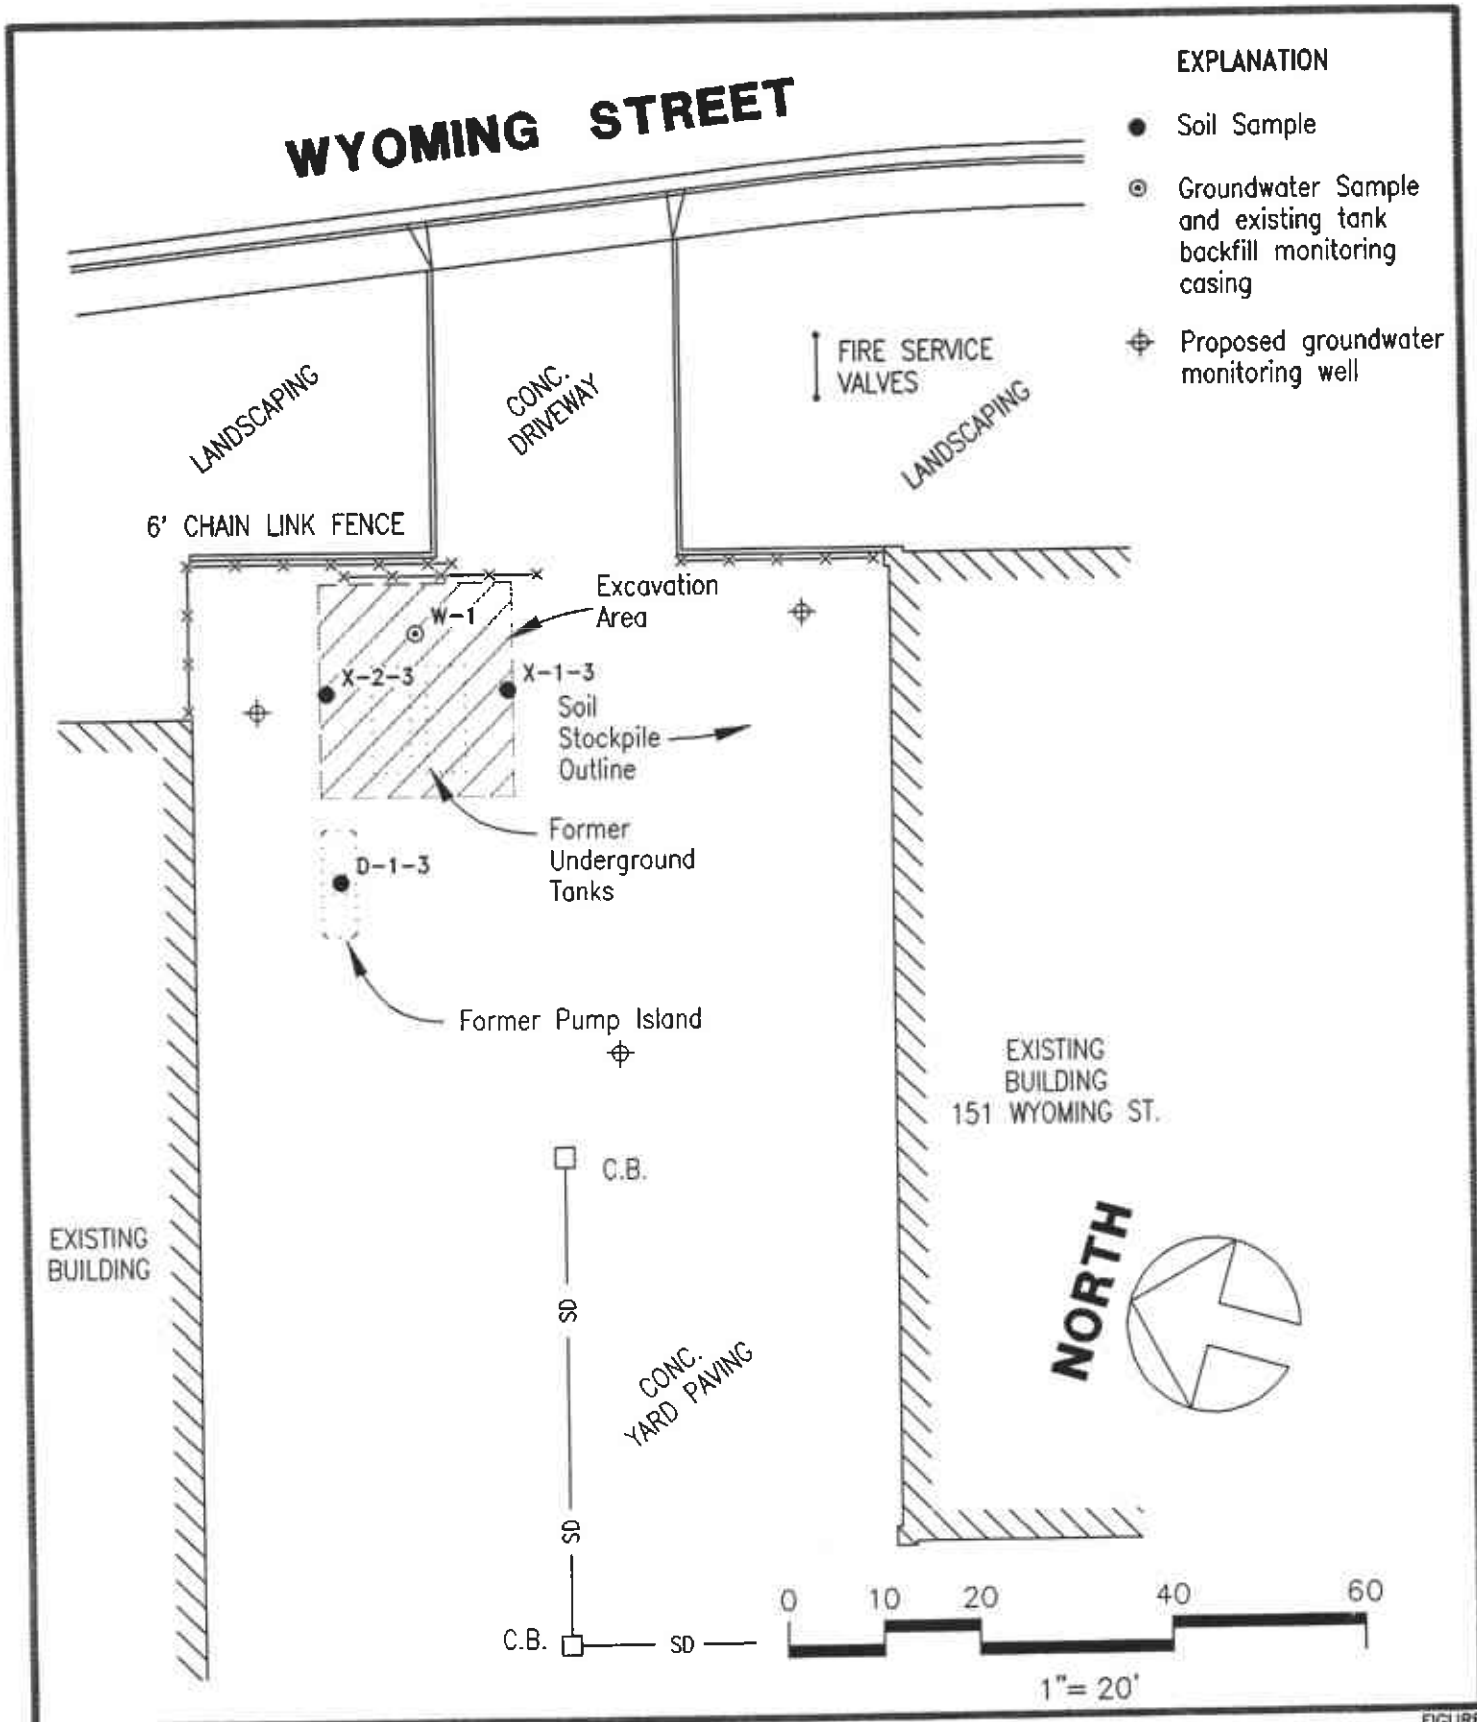 WYOMING STREET
EXPLANATION
Soil Sample
Groundwater Sample
and existing tank
backfill monitoring
casing
Proposed groundwater
monitoring well
LANDSCAPING
CONC.
DRIVEWAY
FIRE SERVICE
VALVES
LANDSCAPING
6' CHAIN LINK FENCE
Excavation
Area
W-1
X-2-3
X-1-3
Soil
Stockpile
Outline
Former
Underground
Tanks
D-1-3
Former Pump Island
EXISTING
BUILDING
151 WYOMING ST.
C.B.
EXISTING
BUILDING
SD
NORTH
CONC.
YARD PAVING
SD
C.B.
SD
0 10 20 40 60
1"= 20'
FIGURE